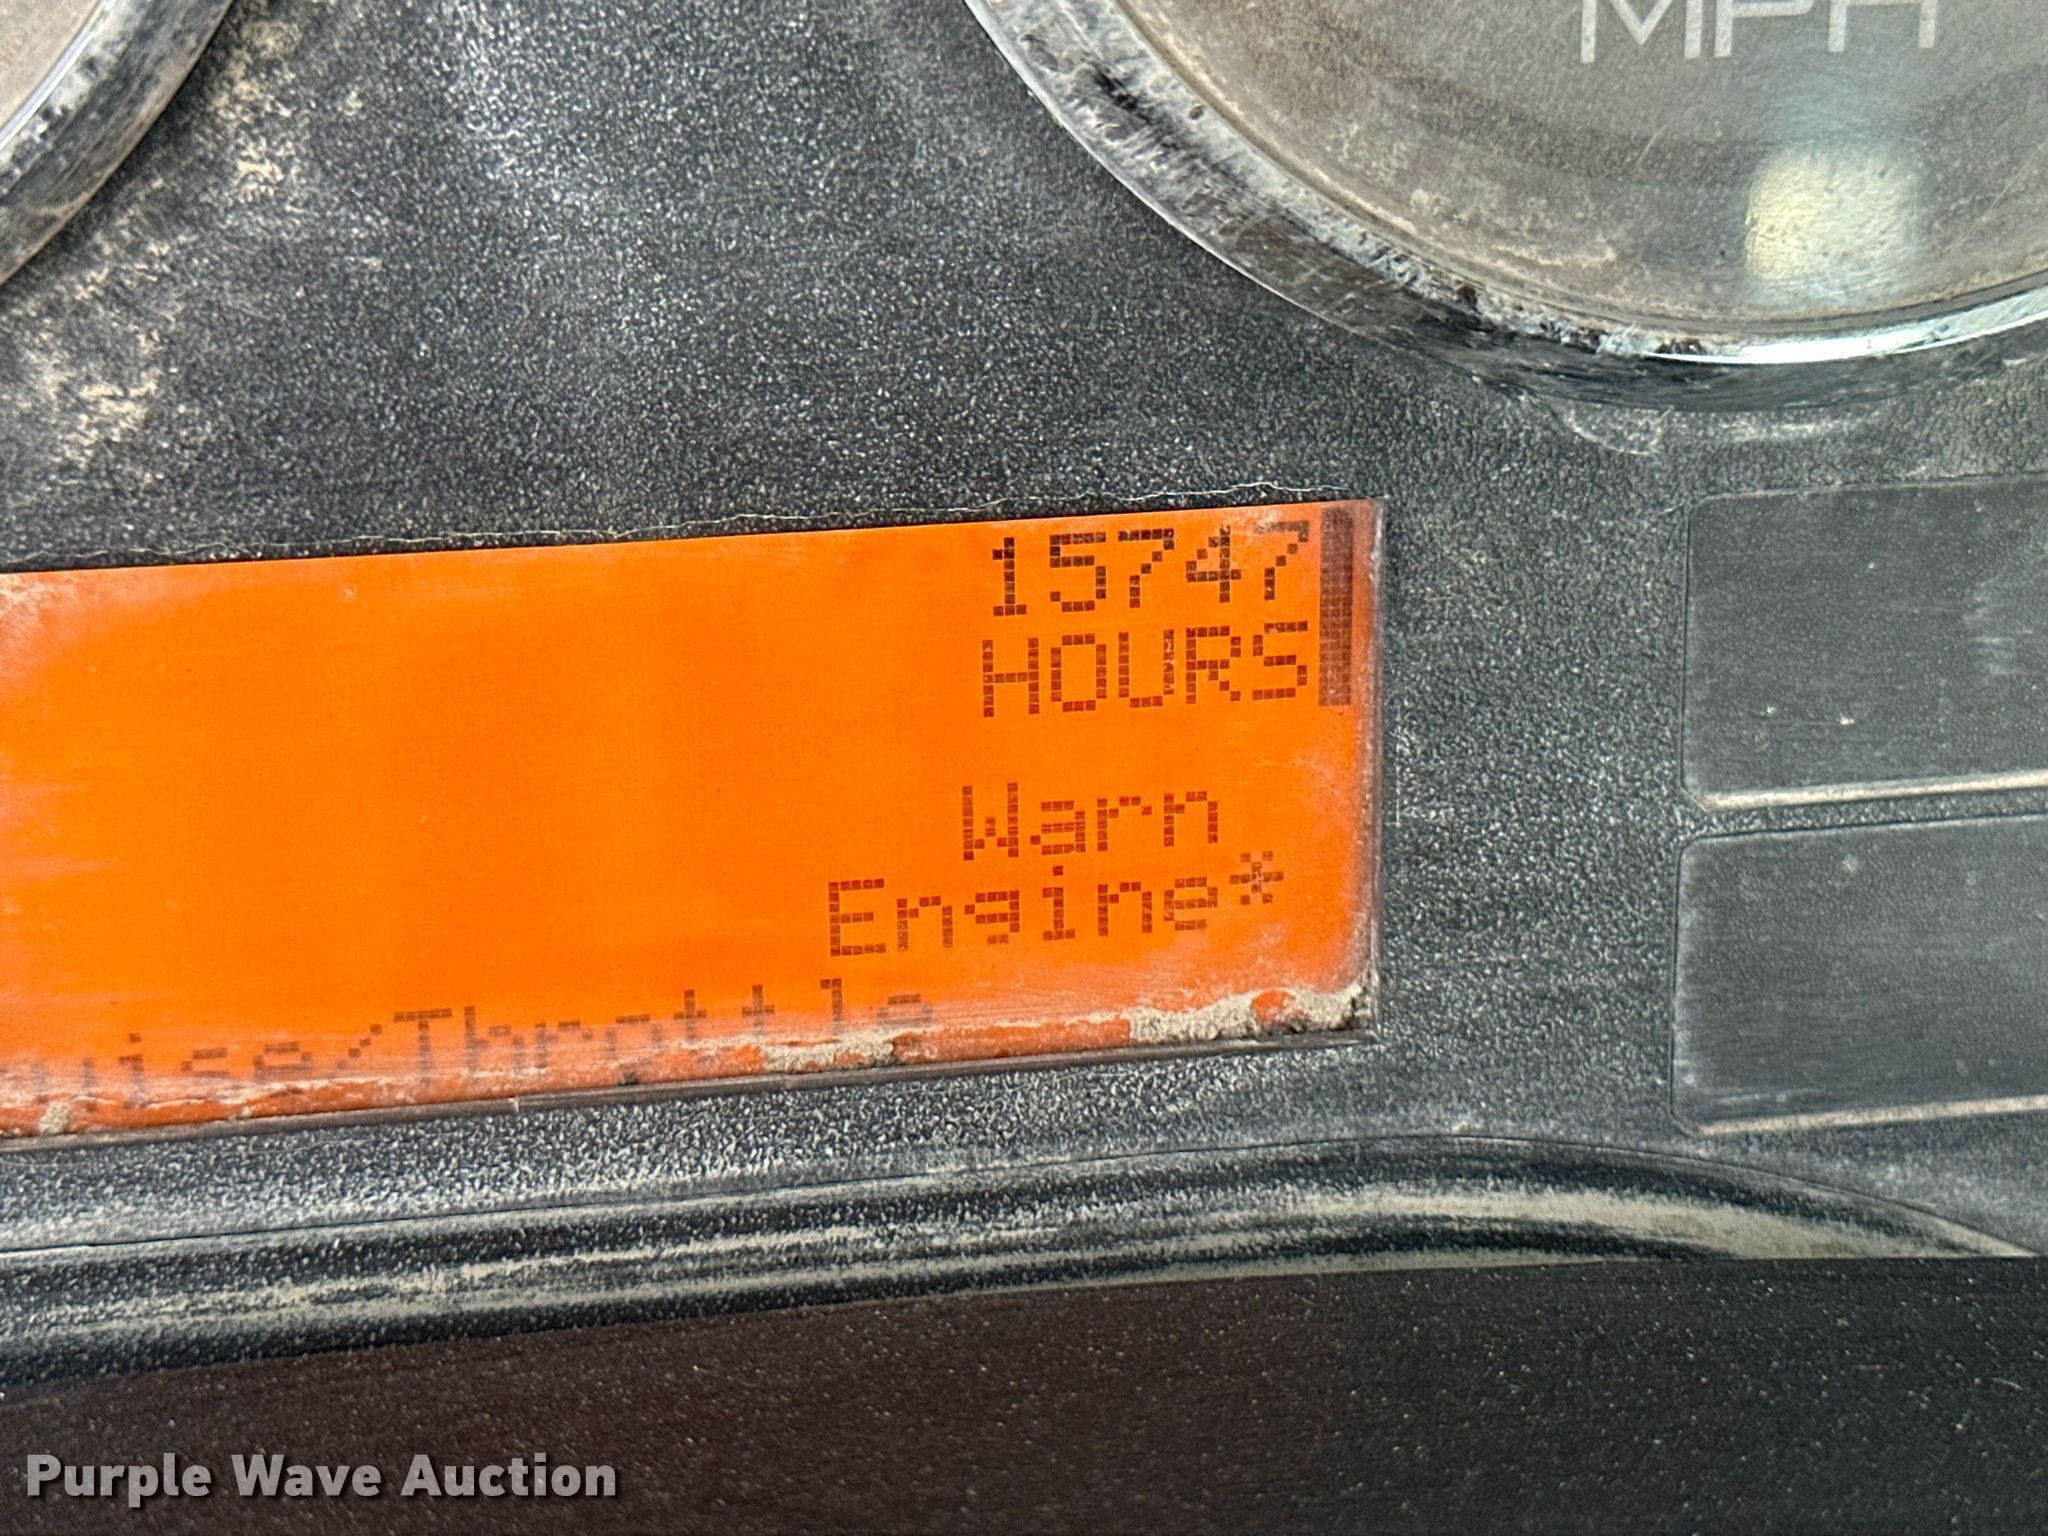 MPH
15747
HOURS
Warn
Engine*
Purple Wave Auction